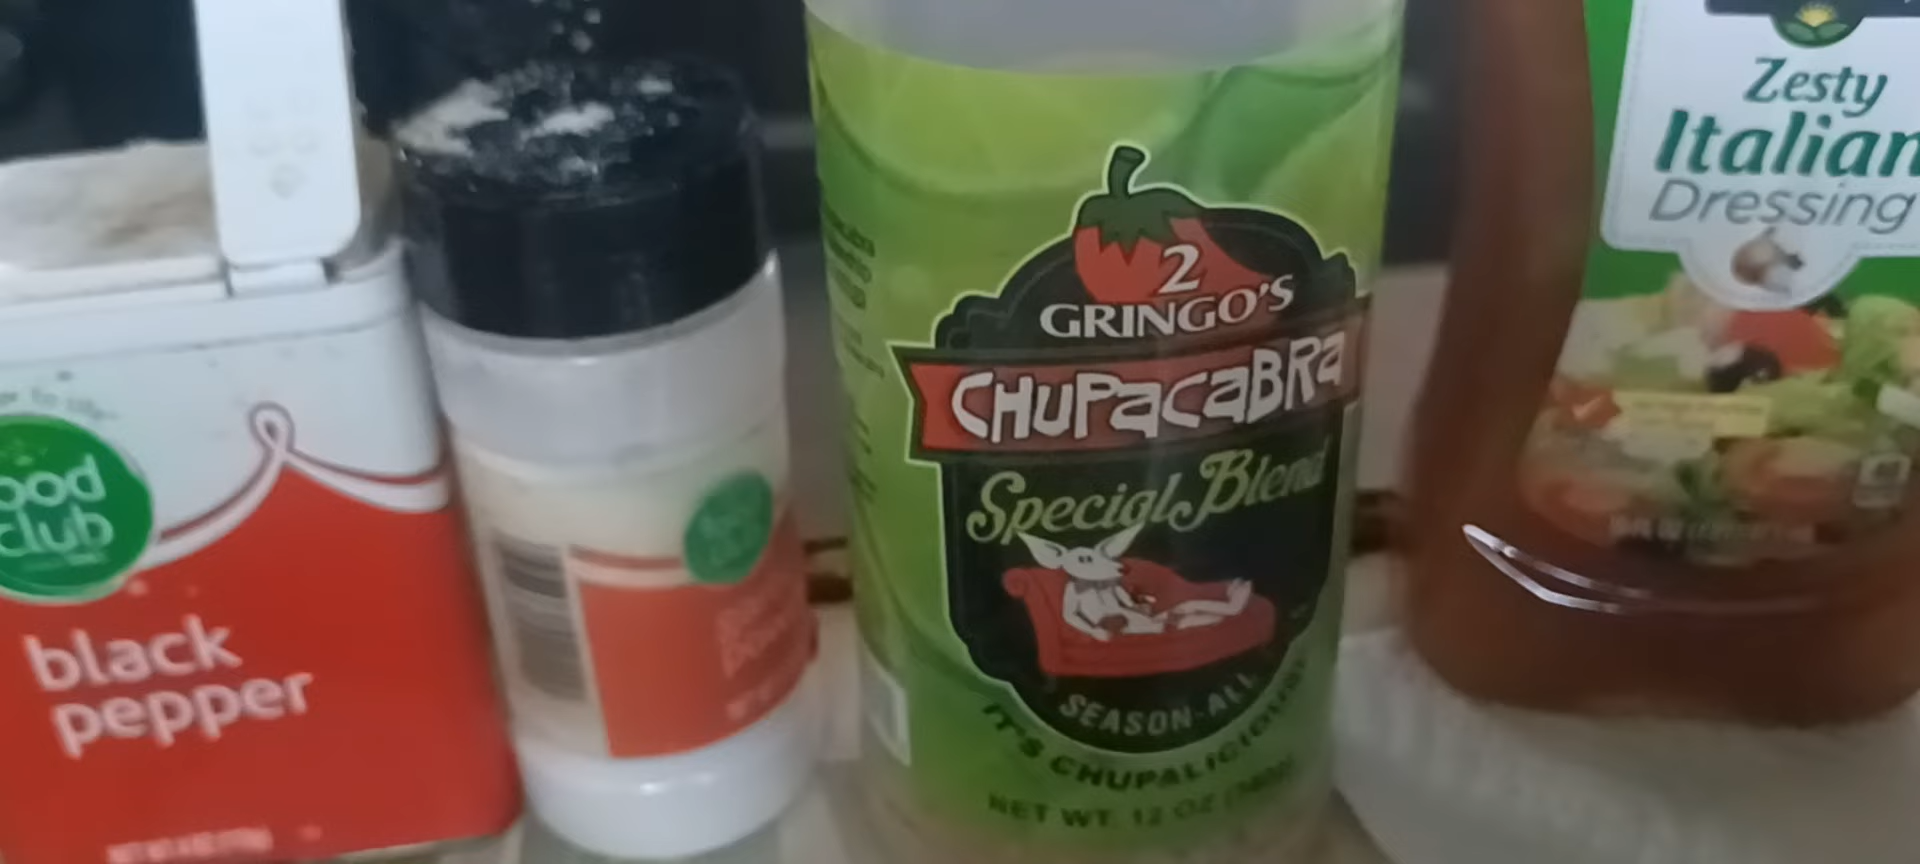 ood
club
black
pepper
2
GRINGO'S
CHUPACABRA
Special Blend
SEASON-ALL
IT'S CHUPALICIOUS!
NET WT. 12 OZ
Zesty
Italian
Dressing